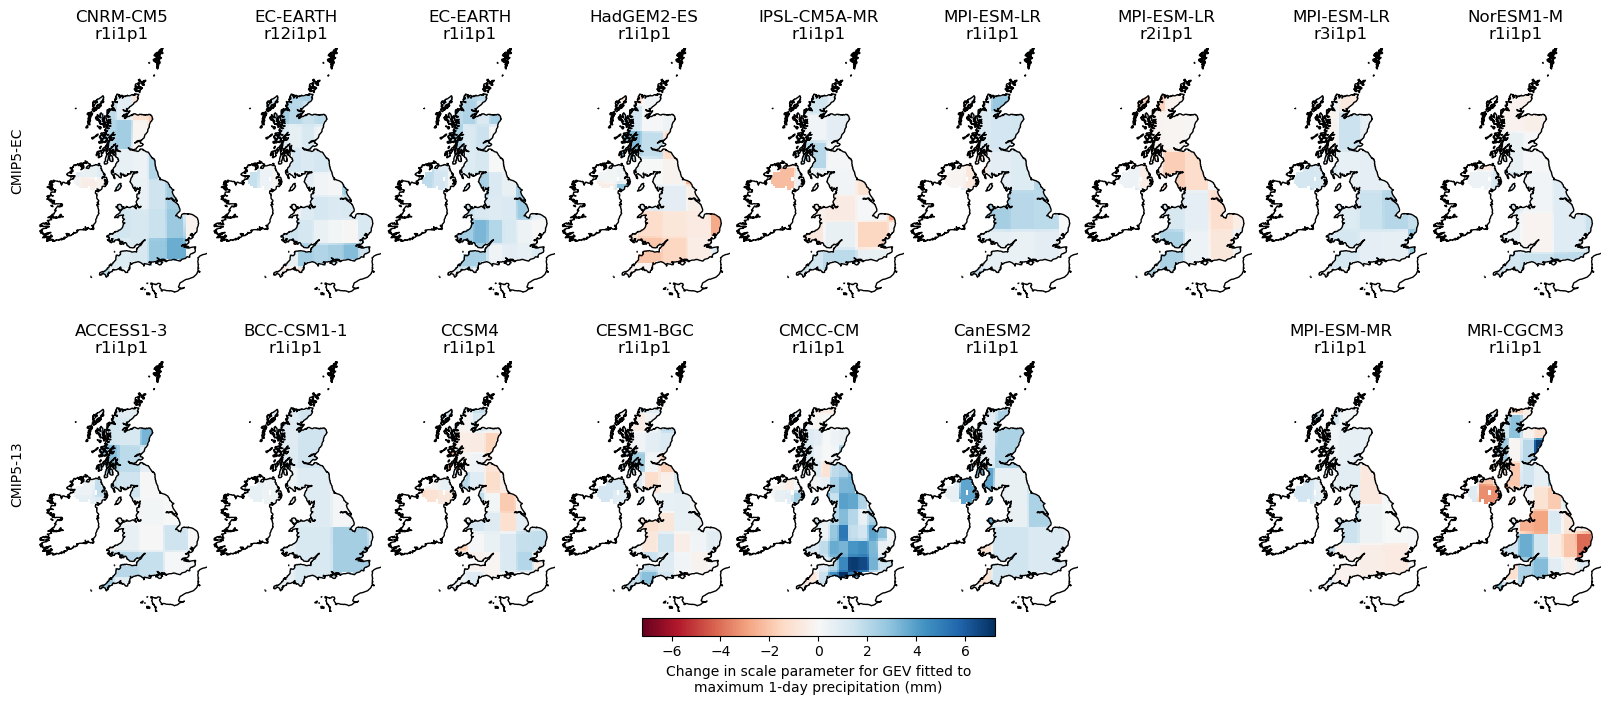 CNRM-CM5 EC-EARTH EC-EARTH HadGEM2-ES IPSL-CM5A-MR MPI-ESM-LR MPI-ESM-LR MPI-ESM-LR NorESM1-M
r1i1p1 r12i1p1 r1i1p1 r1i1p1 r1i1p1 r1i1p1 r2i1p1 r3i1p1 r1i1p1
CMIP5-EC
ACCESS1-3 BCC-CSM1-1 CCSM4 CESM1-BGC CMCC-CM CanESM2 MPI-ESM-MR MRI-CGCM3
r1i1p1 r1i1p1 r1i1p1 r1i1p1 r1i1p1 r1i1p1 r1i1p1 r1i1p1
CMIP5-13
−6 −4 −2 0 2 4 6
Change in scale parameter for GEV fitted to
maximum 1-day precipitation (mm)